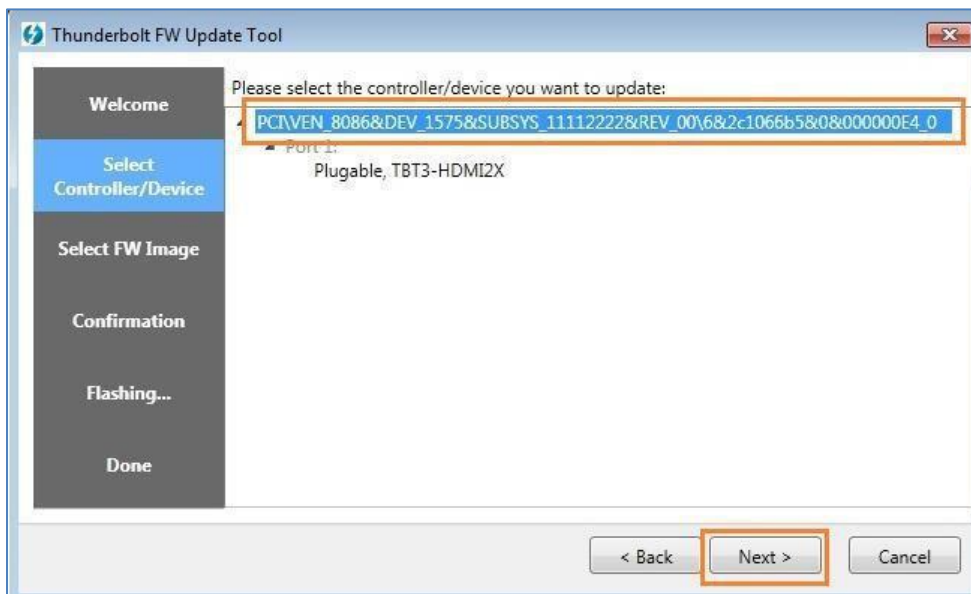 Thunderbolt FW Update Tool
Welcome
Select
Controller/Device
Select FW Image
Confirmation
Flashing...
Done
Please select the controller/device you want to update:
PCI\VEN_8086&DEV_1575&SUBSYS_11112222&REV_00\6&2c1066b5&0&000000E4_0
Port 1:
Plugable, TBT3-HDMI2X
< Back
Next >
Cancel